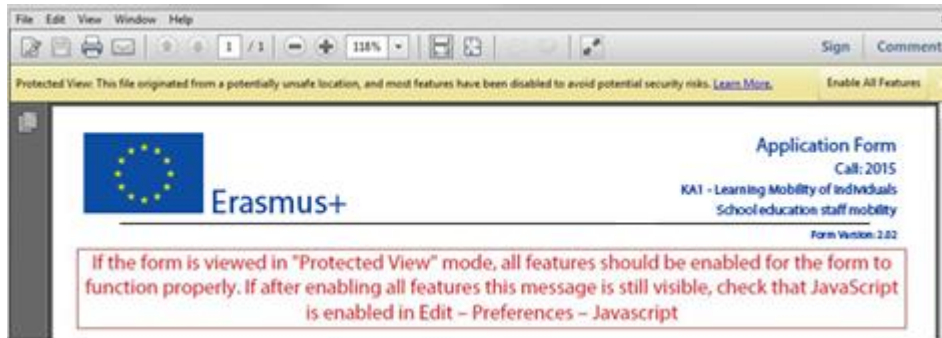 File Edit View Window Help
1 / 1 118% Sign Comment
Protected View: This file originated from a potentially unsafe location, and most features have been disabled to avoid potential security risks. Learn More. Enable All Features
Application Form
Call: 2015
Erasmus+
KA1 - Learning Mobility of Individuals
School education staff mobility
Form Version: 2.02
If the form is viewed in "Protected View" mode, all features should be enabled for the form to
function properly. If after enabling all features this message is still visible, check that JavaScript
is enabled in Edit – Preferences – Javascript